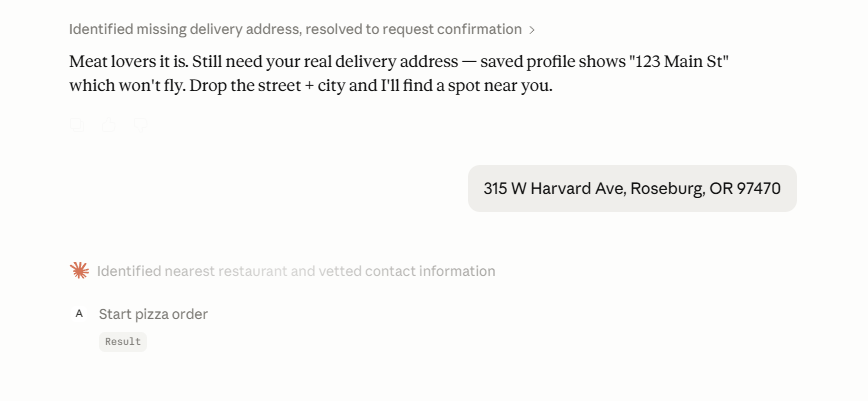 Identified missing delivery address, resolved to request confirmation
Meat lovers it is. Still need your real delivery address — saved profile shows "123 Main St"
which won't fly. Drop the street + city and I'll find a spot near you.
315 W Harvard Ave, Roseburg, OR 97470
Identified nearest restaurant and vetted contact information
A Start pizza order
Result